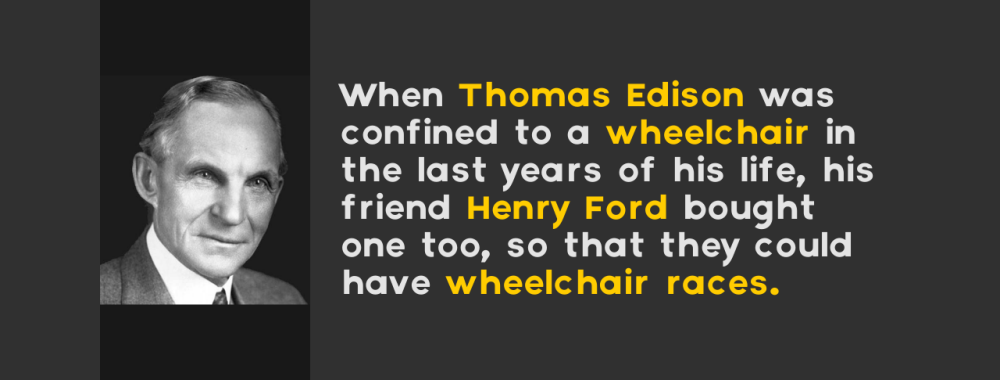 When Thomas Edison was
confined to a wheelchair in
the last years of his life, his
friend Henry Ford bought
one too, so that they could
have wheelchair races.